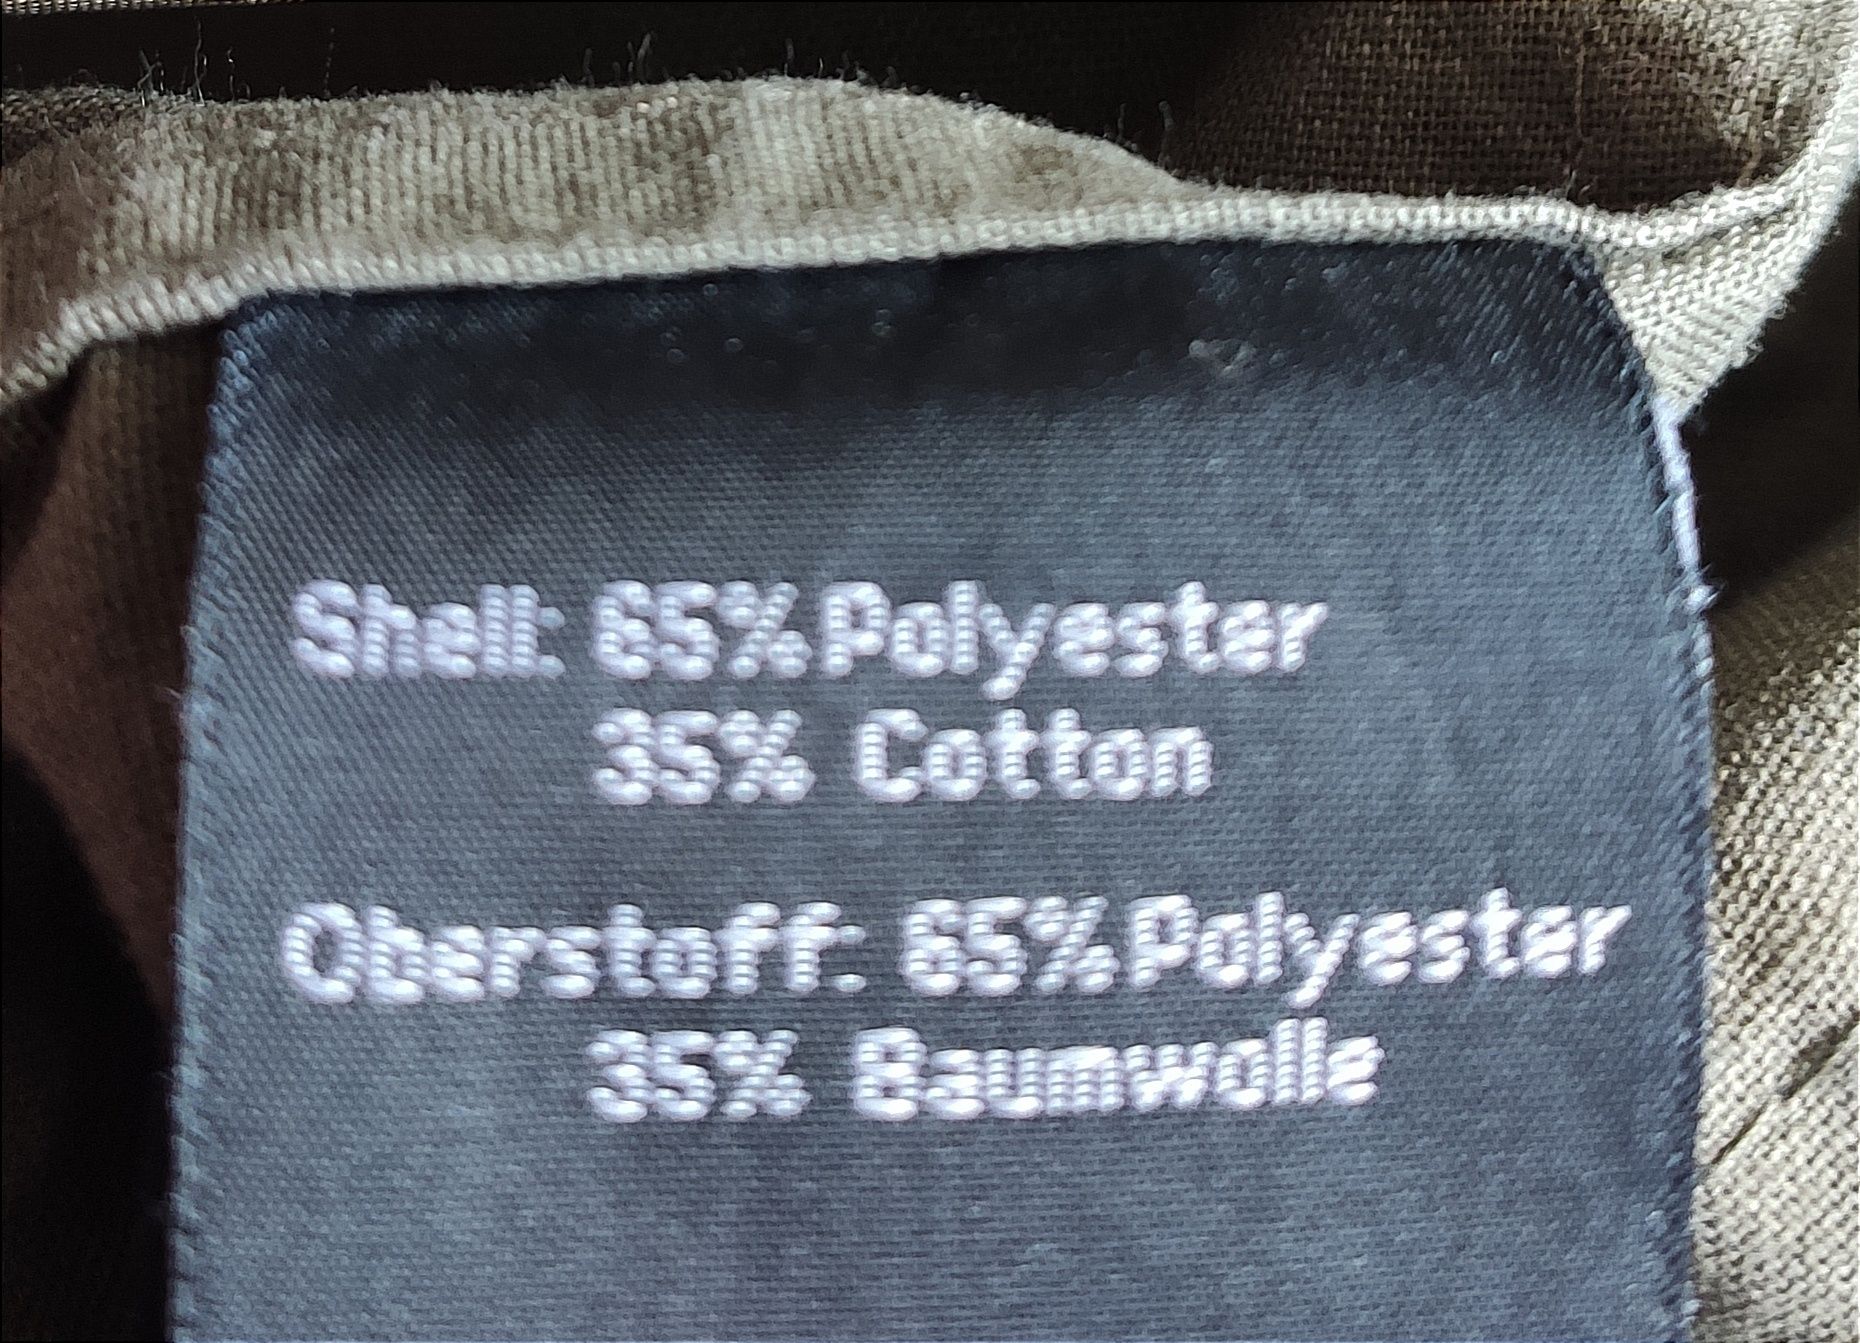 Shell: 65% Polyester
35% Cotton
Oberstoff: 65% Polyester
35% Baumwolle